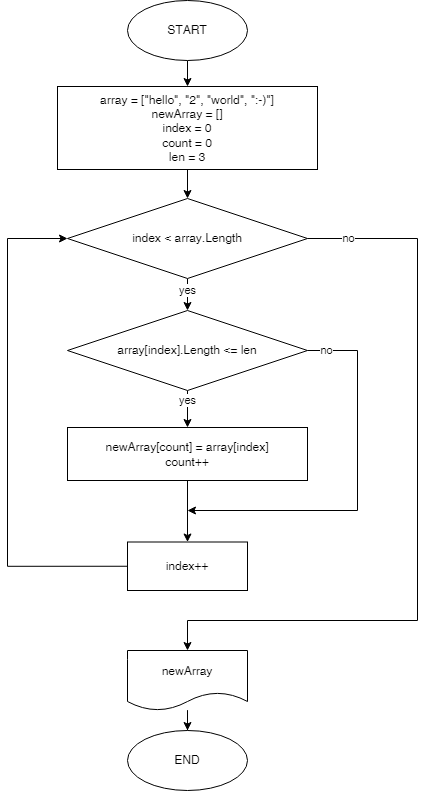 START
array = ["hello", "2", "world", ":-)"]
newArray = []
index = 0
count = 0
len = 3
index < array.Length
no
yes
array[index].Length <= len
no
yes
newArray[count] = array[index]
count++
index++
newArray
END